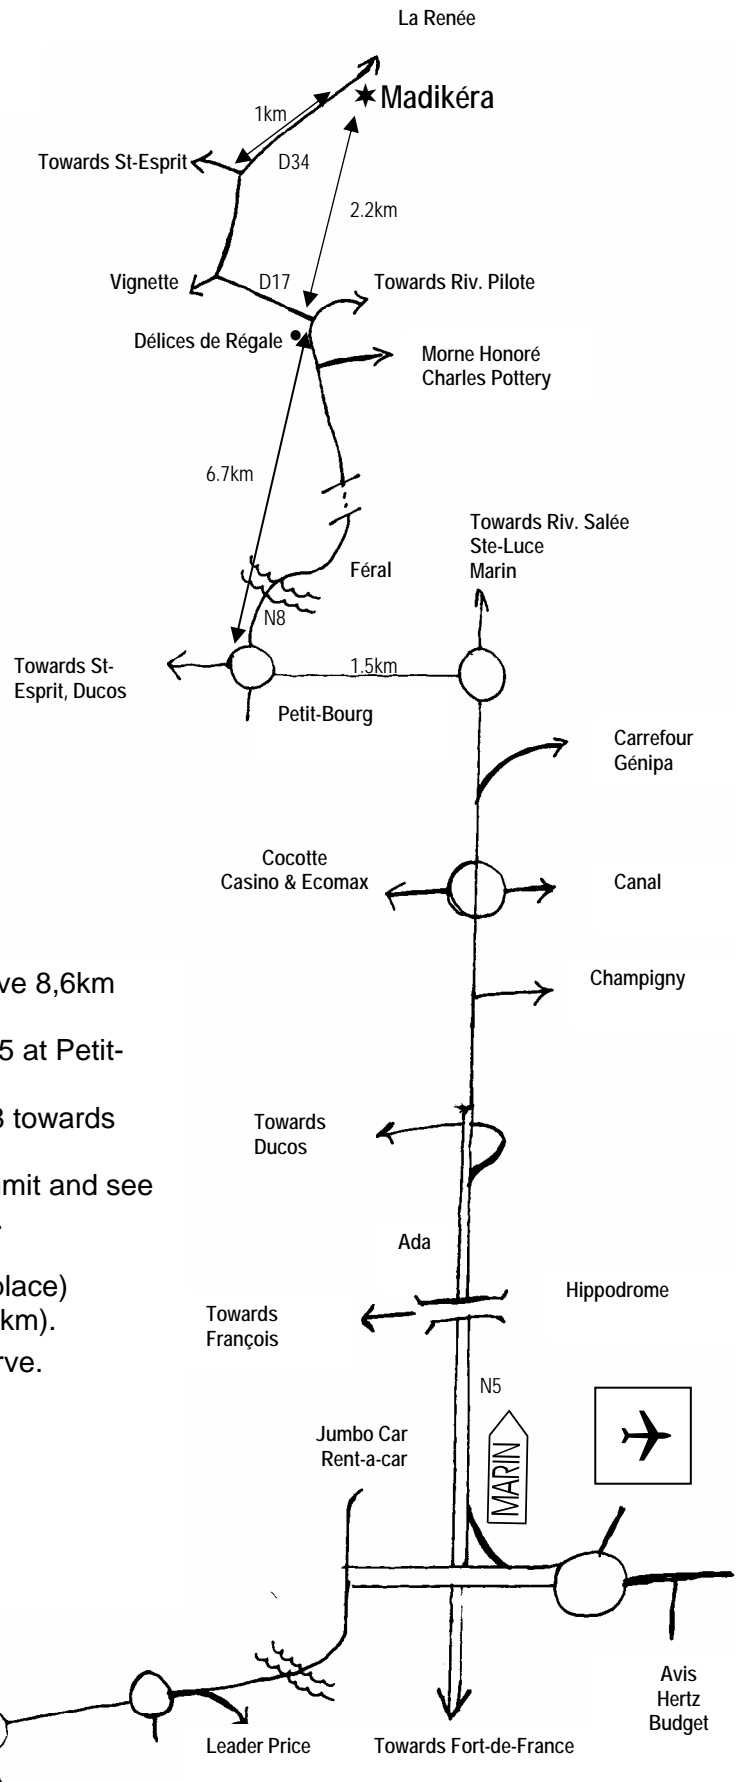 La Renée
Madikéra
1km
Towards St-Esprit
D34
2.2km
Vignette
D17
Towards Riv. Pilote
Délices de Régale
Morne Honoré
Charles Pottery
6.7km
Towards Riv. Salée
Ste-Luce
Marin
Féral
N8
Towards St-
Esprit, Ducos
1.5km
Petit-Bourg
Carrefour
Génipa
Cocotte
Casino & Ecomax
Canal
ve 8,6km
Champigny
5 at Petit-
towards
Towards
Ducos
mit and see
.
Ada
place)
km).
Hippodrome
Towards
François
rve.
N5
MARIN
Jumbo Car
Rent-a-car
Avis
Hertz
Budget
Leader Price
Towards Fort-de-France